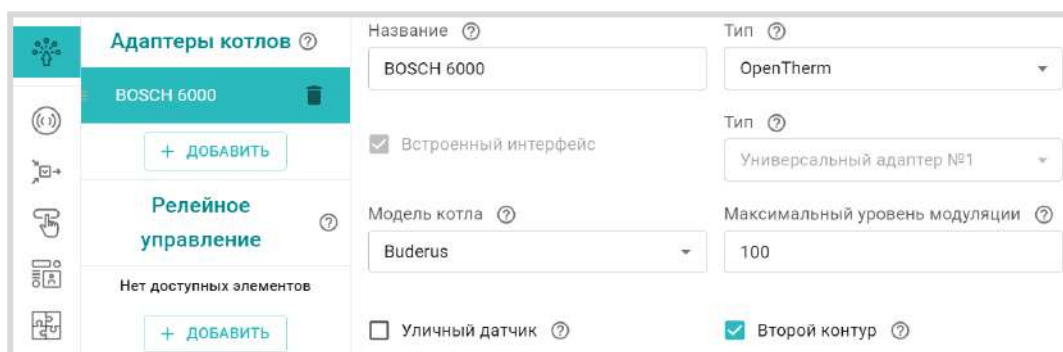 Адаптеры котлов
BOSCH 6000
+ ДОБАВИТЬ
Релейное
управление
Нет доступных элементов
+ ДОБАВИТЬ
Название
BOSCH 6000
Тип
OpenTherm
Встроенный интерфейс
Тип
Универсальный адаптер №1
Модель котла
Buderus
Максимальный уровень модуляции
100
Уличный датчик
Второй контур